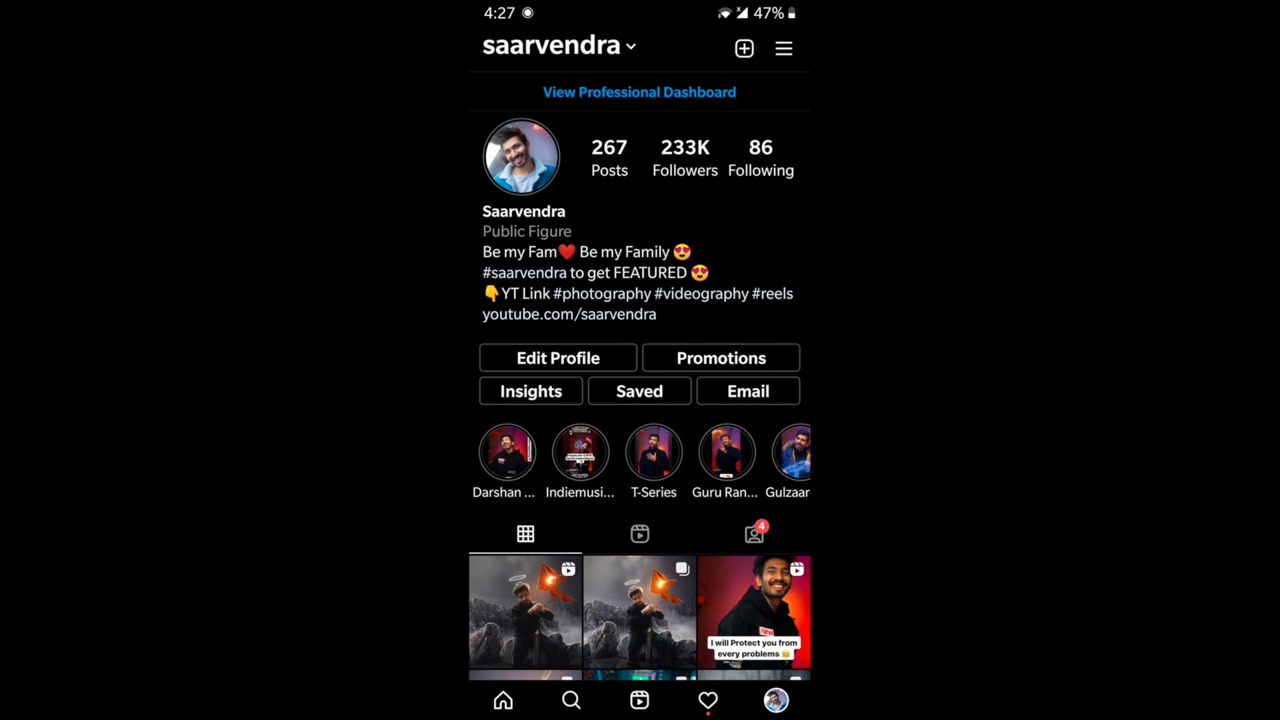 4:27 47%
saarvendra
View Professional Dashboard
267 233K 86
Posts Followers Following
Saarvendra
Public Figure
Be my Fam❤️ Be my Family 😍
#saarvendra to get FEATURED 😍
👇YT Link #photography #videography #reels
youtube.com/saarvendra
Edit Profile Promotions
Insights Saved Email
Darshan ... Indiemusi... T-Series Guru Ran... Gulzaar
4
I will Protect you from
every problems 😊